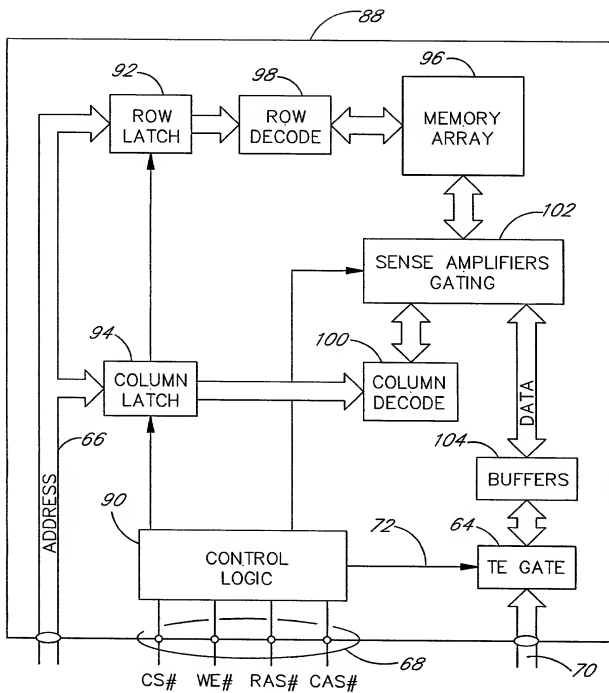 88
92
98
96
ROW
LATCH
ROW
DECODE
MEMORY
ARRAY
102
SENSE AMPLIFIERS
GATING
94
100
COLUMN
LATCH
COLUMN
DECODE
DATA
66
104
BUFFERS
ADDRESS
90
72
64
CONTROL
LOGIC
TE GATE
68
70
CS# WE# RAS# CAS#